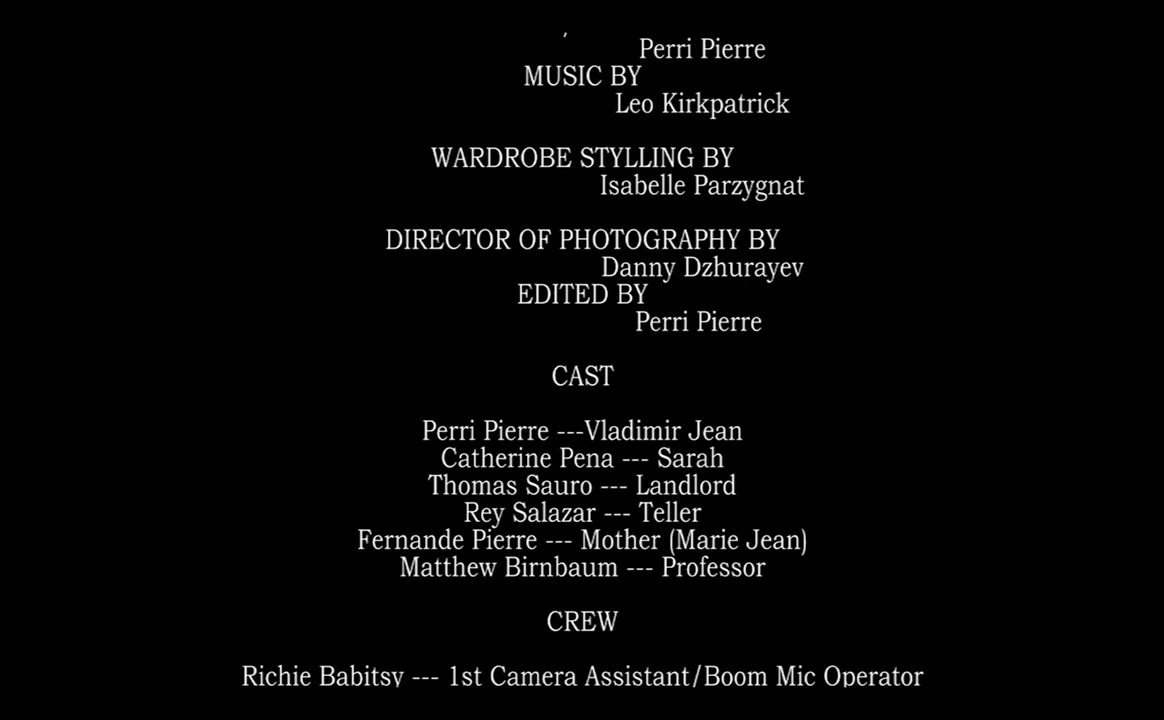 Perri Pierre
MUSIC BY
Leo Kirkpatrick
WARDROBE STYLLING BY
Isabelle Parzygnat
DIRECTOR OF PHOTOGRAPHY BY
Danny Dzhurayev
EDITED BY
Perri Pierre
CAST
Perri Pierre ---Vladimir Jean
Catherine Pena --- Sarah
Thomas Sauro --- Landlord
Rey Salazar --- Teller
Fernande Pierre --- Mother (Marie Jean)
Matthew Birnbaum --- Professor
CREW
Richie Babitsy --- 1st Camera Assistant/Boom Mic Operator